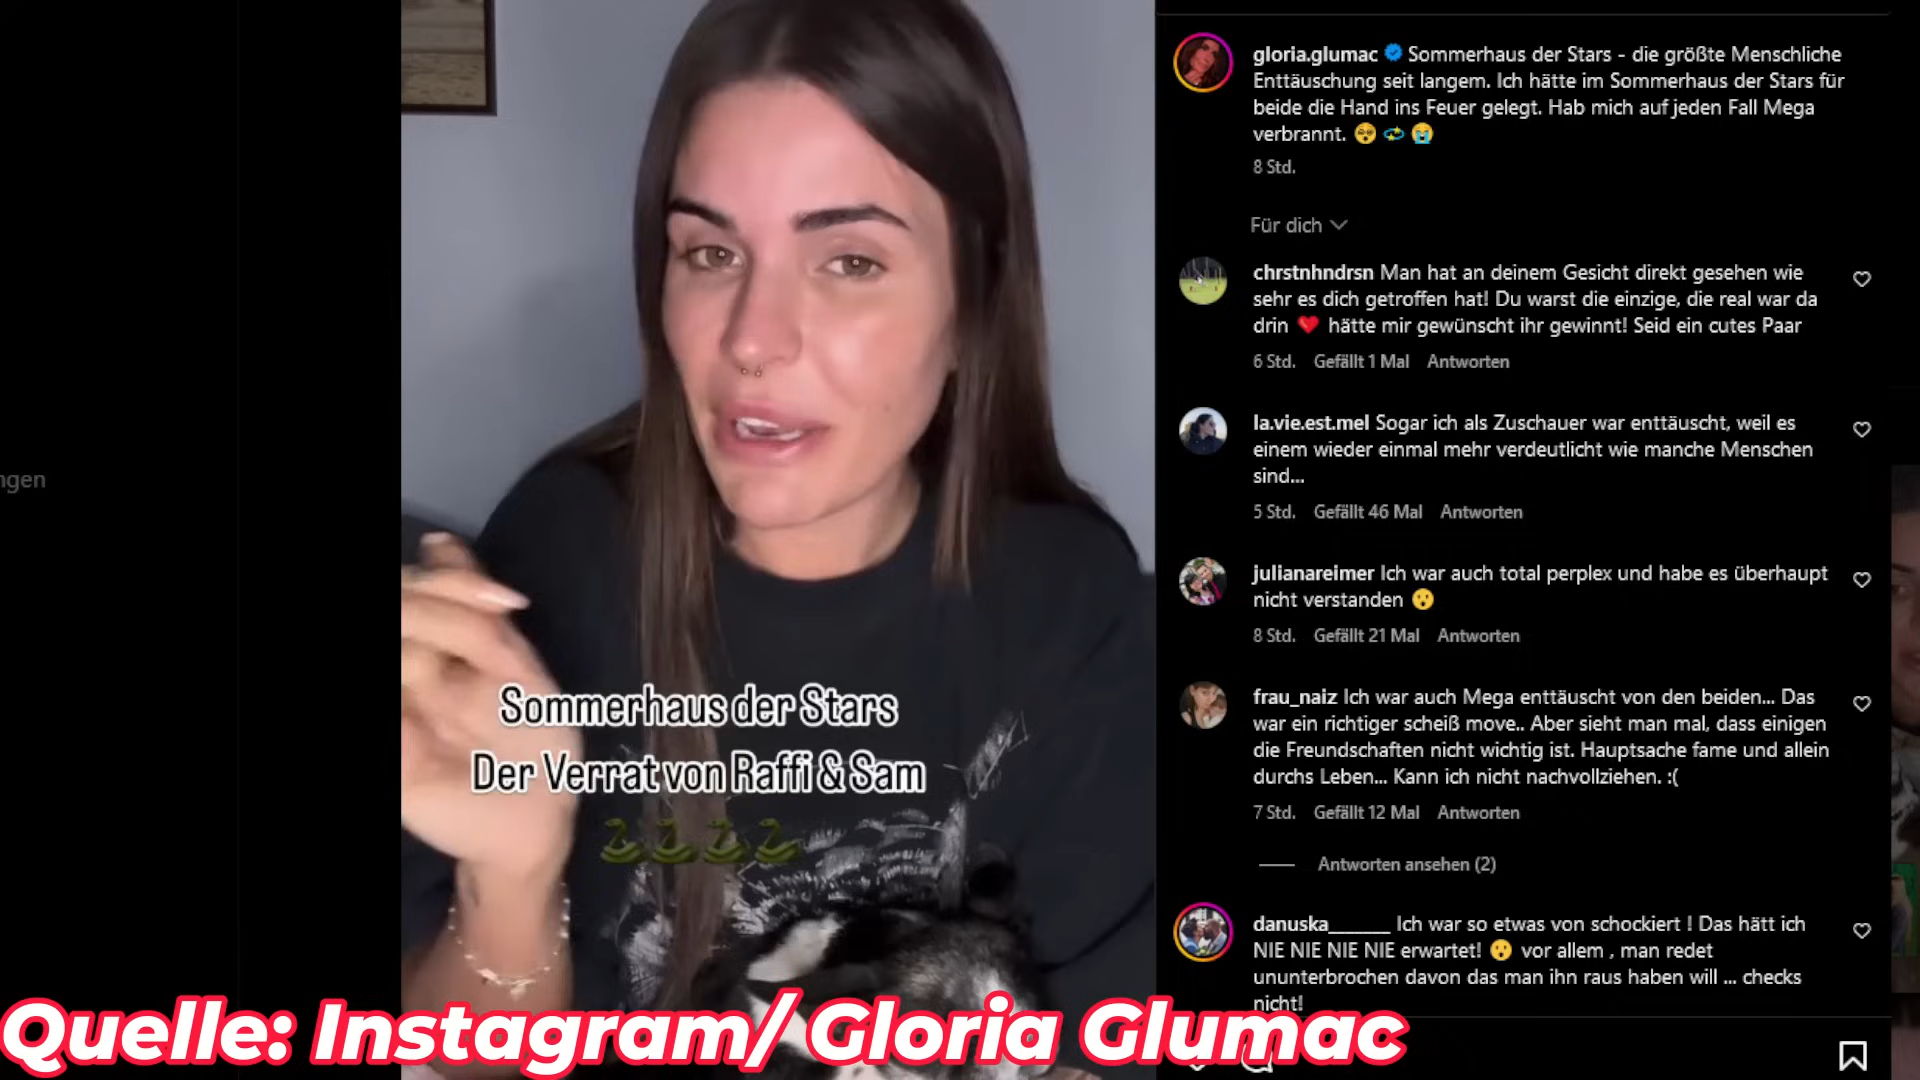 ngen
Sommerhaus der Stars
Der Verrat von Raffi & Sam
gloria.glumac Sommerhaus der Stars - die größte Menschliche
Enttäuschung seit langem. Ich hätte im Sommerhaus der Stars für
beide die Hand ins Feuer gelegt. Hab mich auf jeden Fall Mega
verbrannt. 😵💫😭
8 Std.
Für dich
chrstnhndrsn Man hat an deinem Gesicht direkt gesehen wie
sehr es dich getroffen hat! Du warst die einzige, die real war da
drin ❤️ hätte mir gewünscht ihr gewinnt! Seid ein cutes Paar
6 Std. Gefällt 1 Mal Antworten
la.vie.est.mel Sogar ich als Zuschauer war enttäuscht, weil es
einem wieder einmal mehr verdeutlicht wie manche Menschen
sind...
5 Std. Gefällt 46 Mal Antworten
julianareimer Ich war auch total perplex und habe es überhaupt
nicht verstanden 😮
8 Std. Gefällt 21 Mal Antworten
frau_naiz Ich war auch Mega enttäuscht von den beiden... Das
war ein richtiger scheiß move.. Aber sieht man mal, dass einigen
die Freundschaften nicht wichtig ist. Hauptsache fame und allein
durchs Leben... Kann ich nicht nachvollziehen. :(
7 Std. Gefällt 12 Mal Antworten
Antworten ansehen (2)
danuska_______ Ich war so etwas von schockiert ! Das hätt ich
NIE NIE NIE NIE erwartet! 😮 vor allem , man redet
ununterbrochen davon das man ihn raus haben will ... checks
nicht!
Quelle: Instagram/ Gloria Glumac